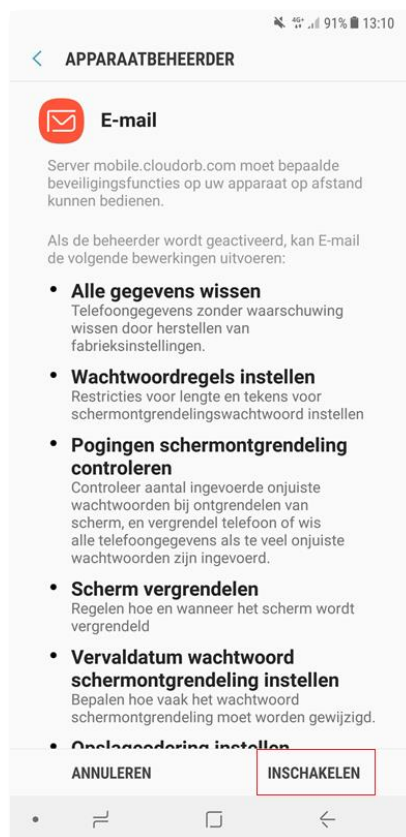 4G+ 91% 13:10
< APPARAATBEHEERDER
E-mail
Server mobile.cloudorb.com moet bepaalde
beveiligingsfuncties op uw apparaat op afstand
kunnen bedienen.
Als de beheerder wordt geactiveerd, kan E-mail
de volgende bewerkingen uitvoeren:
• Alle gegevens wissen
Telefoongegevens zonder waarschuwing
wissen door herstellen van
fabrieksinstellingen.
• Wachtwoordregels instellen
Restricties voor lengte en tekens voor
schermontgrendelingswachtwoord instellen
• Pogingen schermontgrendeling
controleren
Controleer aantal ingevoerde onjuiste
wachtwoorden bij ontgrendelen van
scherm, en vergrendel telefoon of wis
alle telefoongegevens als te veel onjuiste
wachtwoorden zijn ingevoerd.
• Scherm vergrendelen
Regelen hoe en wanneer het scherm wordt
vergrendeld
• Vervaldatum wachtwoord
schermontgrendeling instellen
Bepalen hoe vaak het wachtwoord
schermontgrendeling moet worden gewijzigd.
• Opslagcodering instellen
ANNULEREN INSCHAKELEN